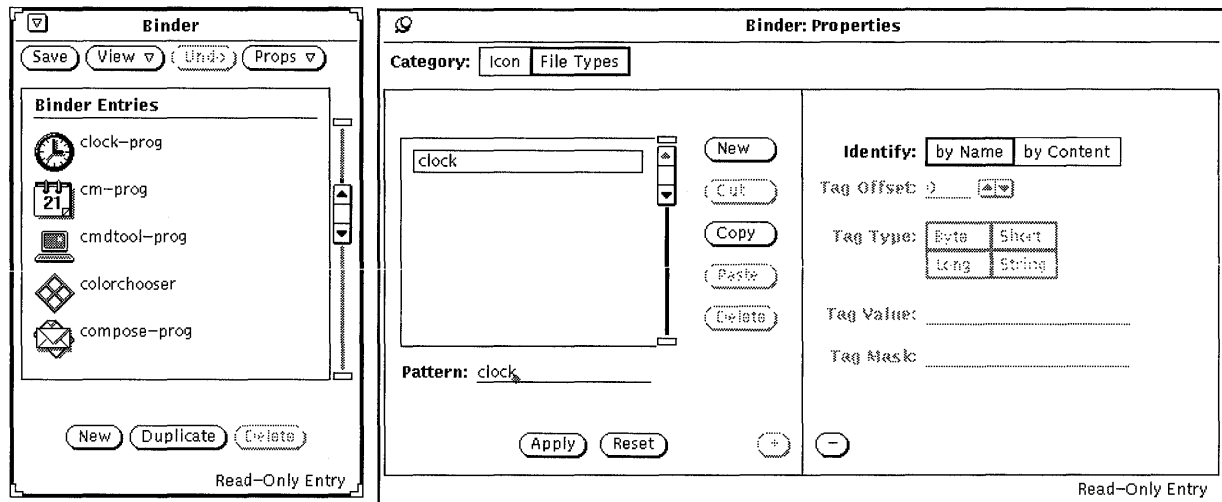 Binder
Save View Undo Props
Binder Entries
clock-prog
21
cm-prog
cmdtool-prog
colorchooser
compose-prog
New Duplicate Delete
Read-Only Entry
Binder: Properties
Category: Icon File Types
clock
New
Cut
Copy
Paste
Delete
Pattern: clock
Apply Reset +
Identify: by Name by Content
Tag Offset: 0
Tag Type: Byte Short
Long String
Tag Value:
Tag Mask:
−
Read-Only Entry